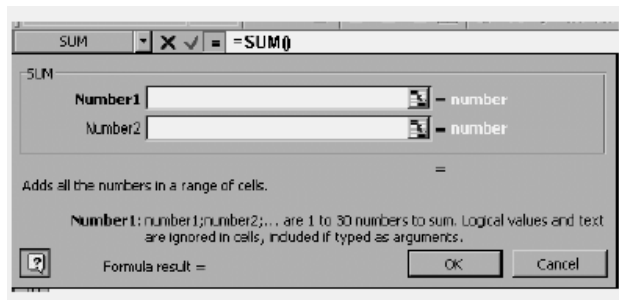 SUM =SUM()
SUM
Number1 = number
Number2 = number
=
Adds all the numbers in a range of cells.
Number1: number1;number2;... are 1 to 30 numbers to sum. Logical values and text
are ignored in cells, included if typed as arguments.
Formula result =
OK Cancel